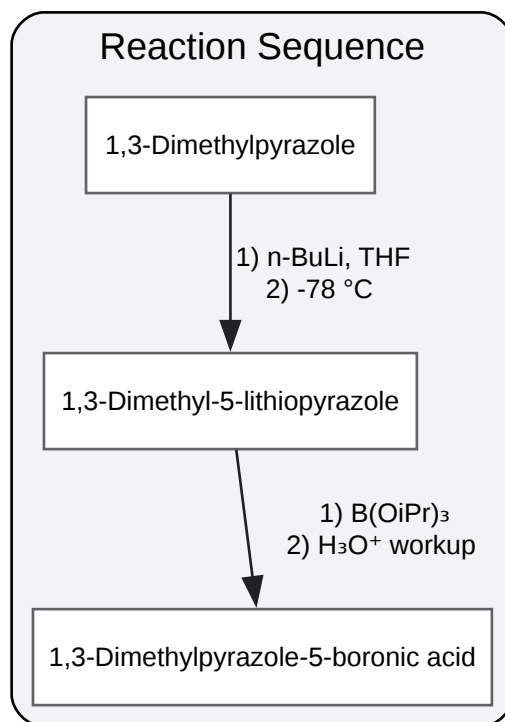 Reaction Sequence
1,3-Dimethylpyrazole
1) n-BuLi, THF
2) -78 °C
1,3-Dimethyl-5-lithiopyrazole
1) B(OiPr)₃
2) H₃O⁺ workup
1,3-Dimethylpyrazole-5-boronic acid